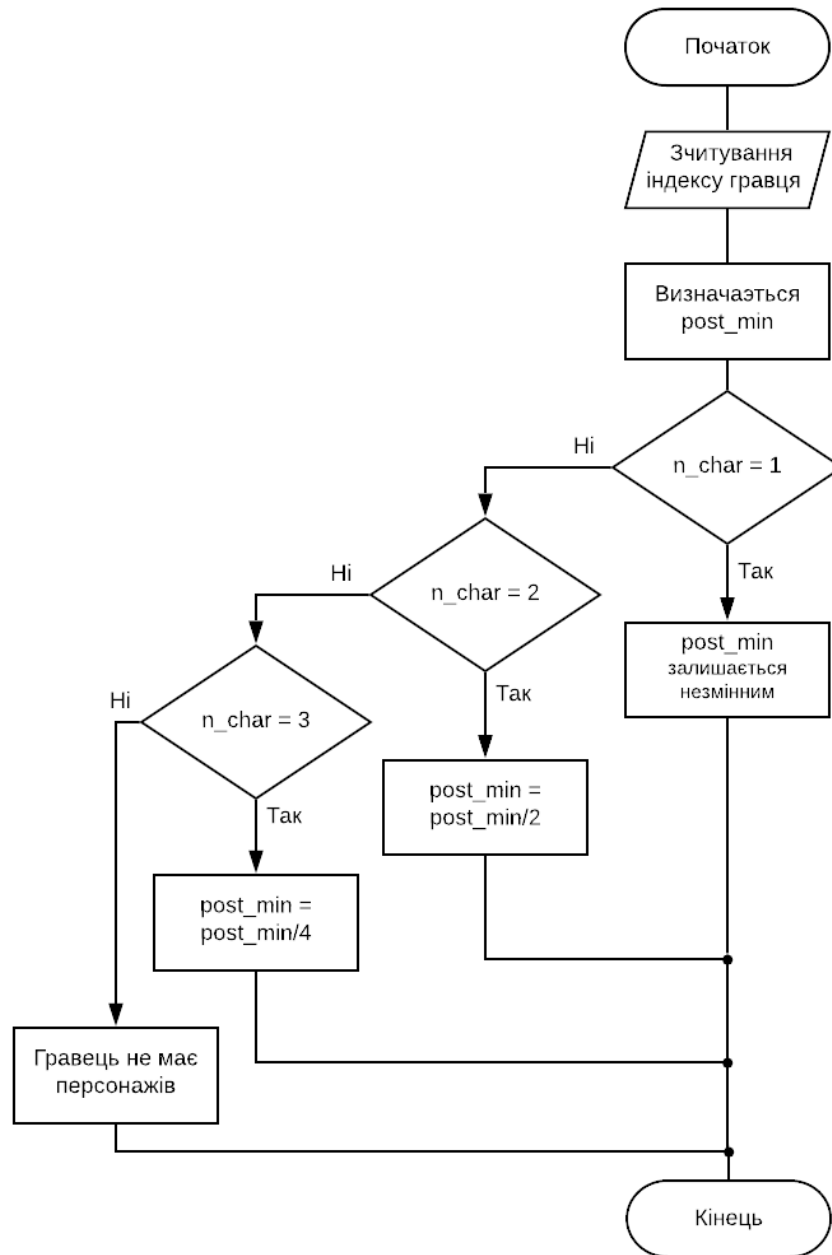 Початок
Зчитування
індексу гравця
Визначаэться
post_min
n_char = 1
Ні
Так
post_min
залишається
незмінним
n_char = 2
Ні
Так
post_min =
post_min/2
n_char = 3
Ні
Так
post_min =
post_min/4
Гравець не має
персонажів
Кінець